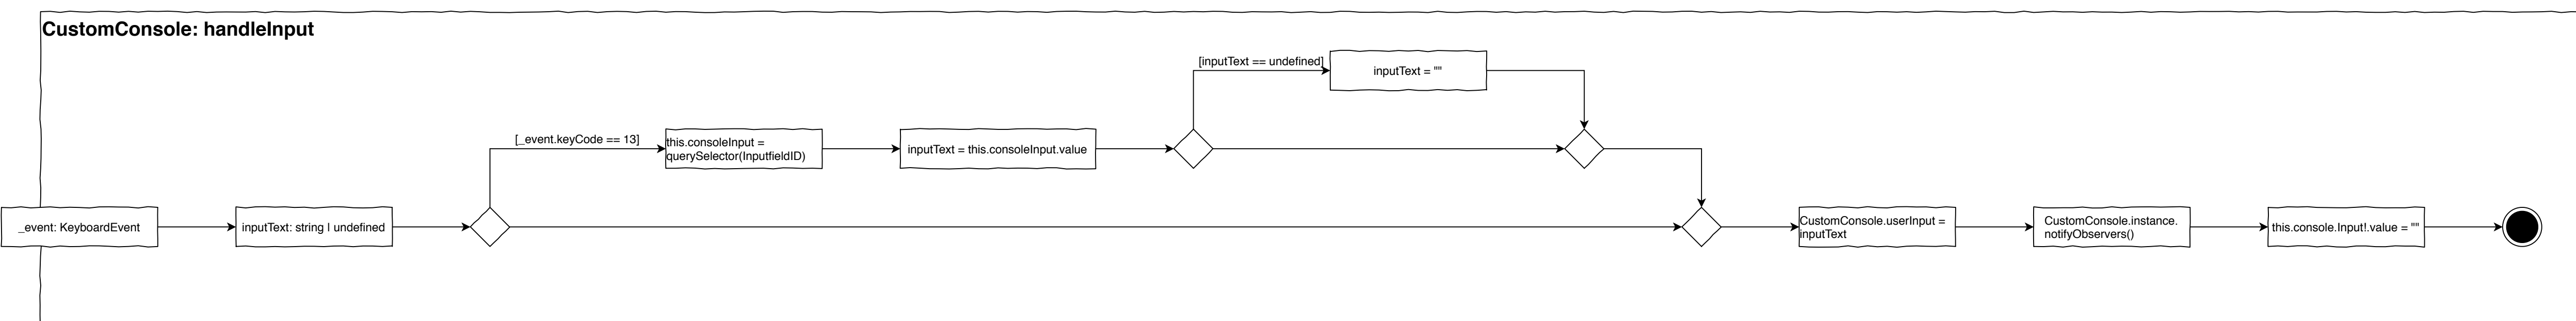 CustomConsole: handleInput
[inputText == undefined]
inputText = ""
[_event.keyCode == 13]
this.consoleInput =
querySelector(InputfieldID)
inputText = this.consoleInput.value
_event: KeyboardEvent
inputText: string | undefined
CustomConsole.userInput =
inputText
CustomConsole.instance.
notifyObservers()
this.console.Input!.value = ""